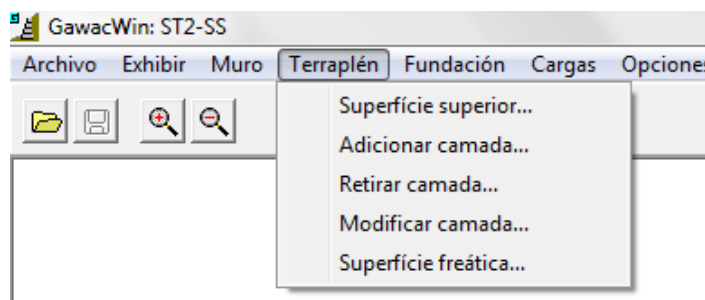 GawacWin: ST2-SS
Archivo Exhibir Muro Terraplén Fundación Cargas Opciones
Superfície superior...
Adicionar camada...
Retirar camada...
Modificar camada...
Superfície freática...